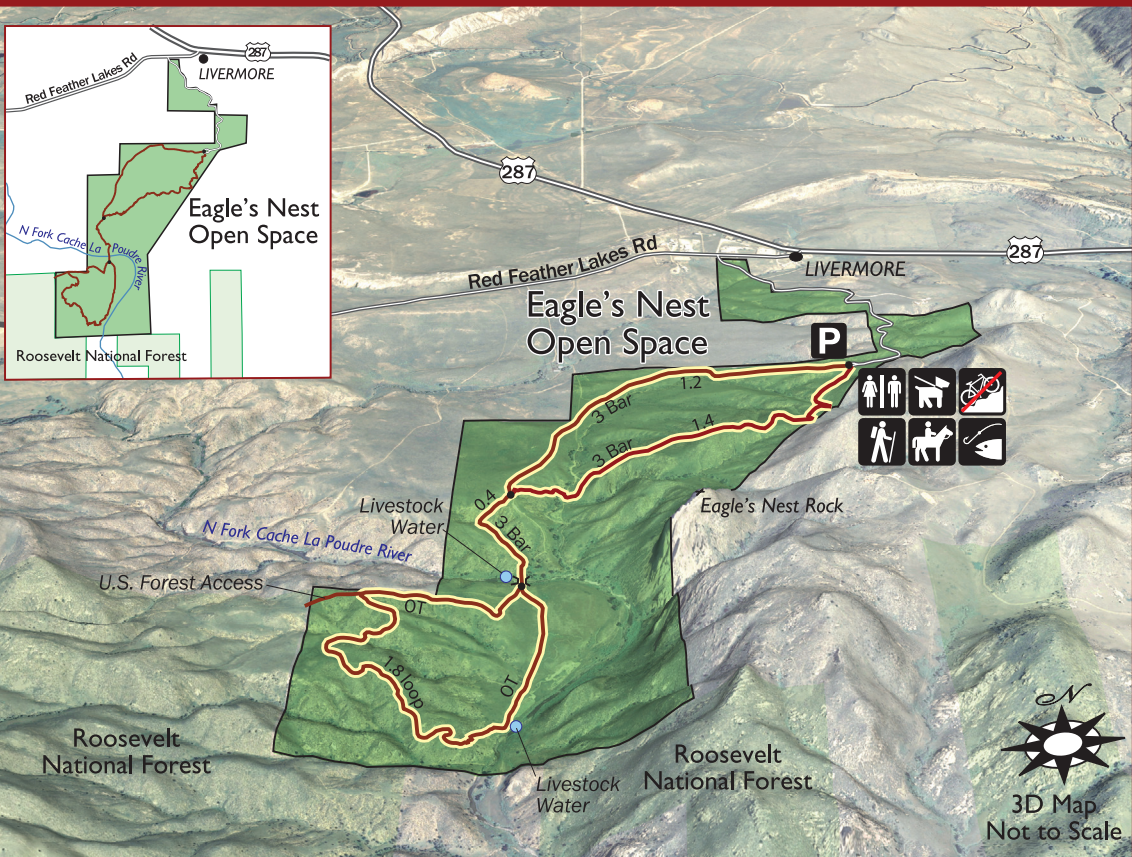 287
LIVERMORE
Red Feather Lakes Rd
Eagle's Nest
Open Space
N Fork Cache La Poudre River
Roosevelt National Forest
287
287
Red Feather Lakes Rd
LIVERMORE
Eagle's Nest
Open Space
P
1.2
3 Bar
1.4
3 Bar
Eagle's Nest Rock
0.4
3 Bar
Livestock
Water
N Fork Cache La Poudre River
U.S. Forest Access
OT
1.8 loop
OT
Roosevelt
National Forest
Livestock
Water
Roosevelt
National Forest
N
3D Map
Not to Scale